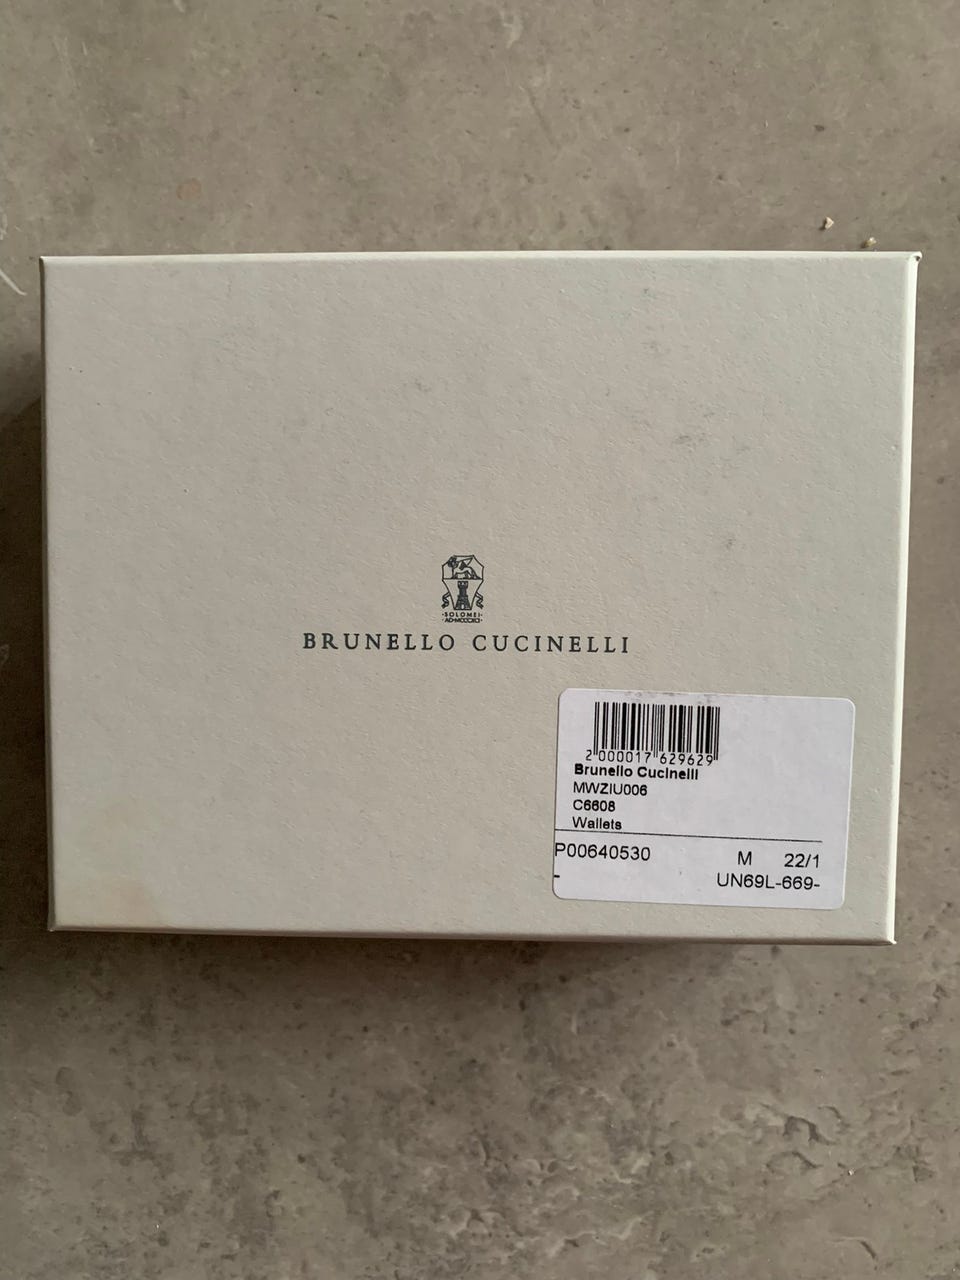 ·SOLOMEI·
BRUNELLO CUCINELLI
2 000017 629629
Brunello Cucinelli
MWZIU006
C6608
Wallets
P00640530 M 22/1
- UN69L-669-